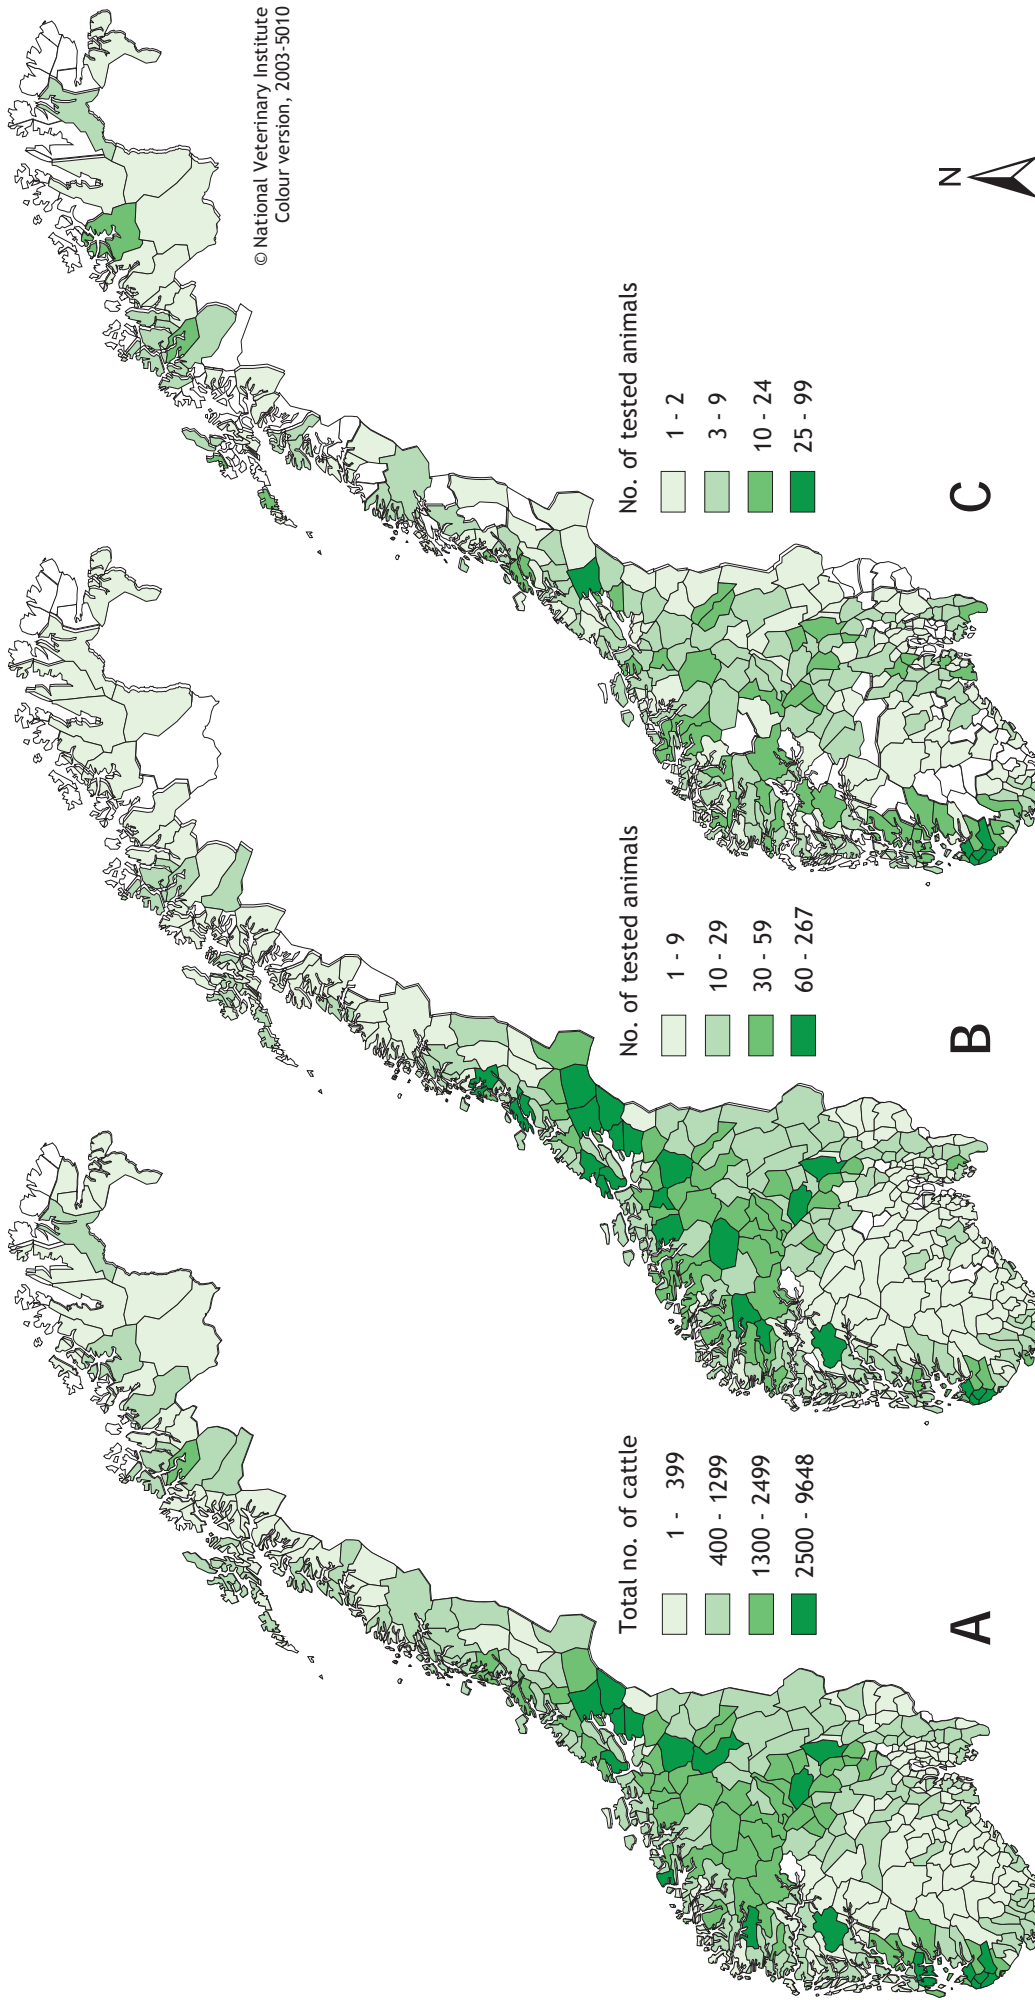 Total no. of cattle
1 - 399
400 - 1299
1300 - 2499
2500 - 9648
A
No. of tested animals
1 - 9
10 - 29
30 - 59
60 - 267
B
No. of tested animals
1 - 2
3 - 9
10 - 24
25 - 99
C
N
© National Veterinary Institute
Colour version, 2003-5010